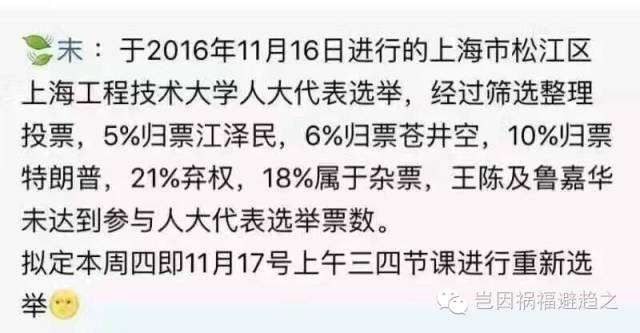 末：于2016年11月16日进行的上海市松江区
上海工程技术大学人大代表选举，经过筛选整理
投票，5%归票江泽民，6%归票苍井空，10%归票
特朗普，21%弃权，18%属于杂票，王陈及鲁嘉华
未达到参与人大代表选举票数。
拟定本周四即11月17号上午三四节课进行重新选
举🌝
岂因祸福避趋之